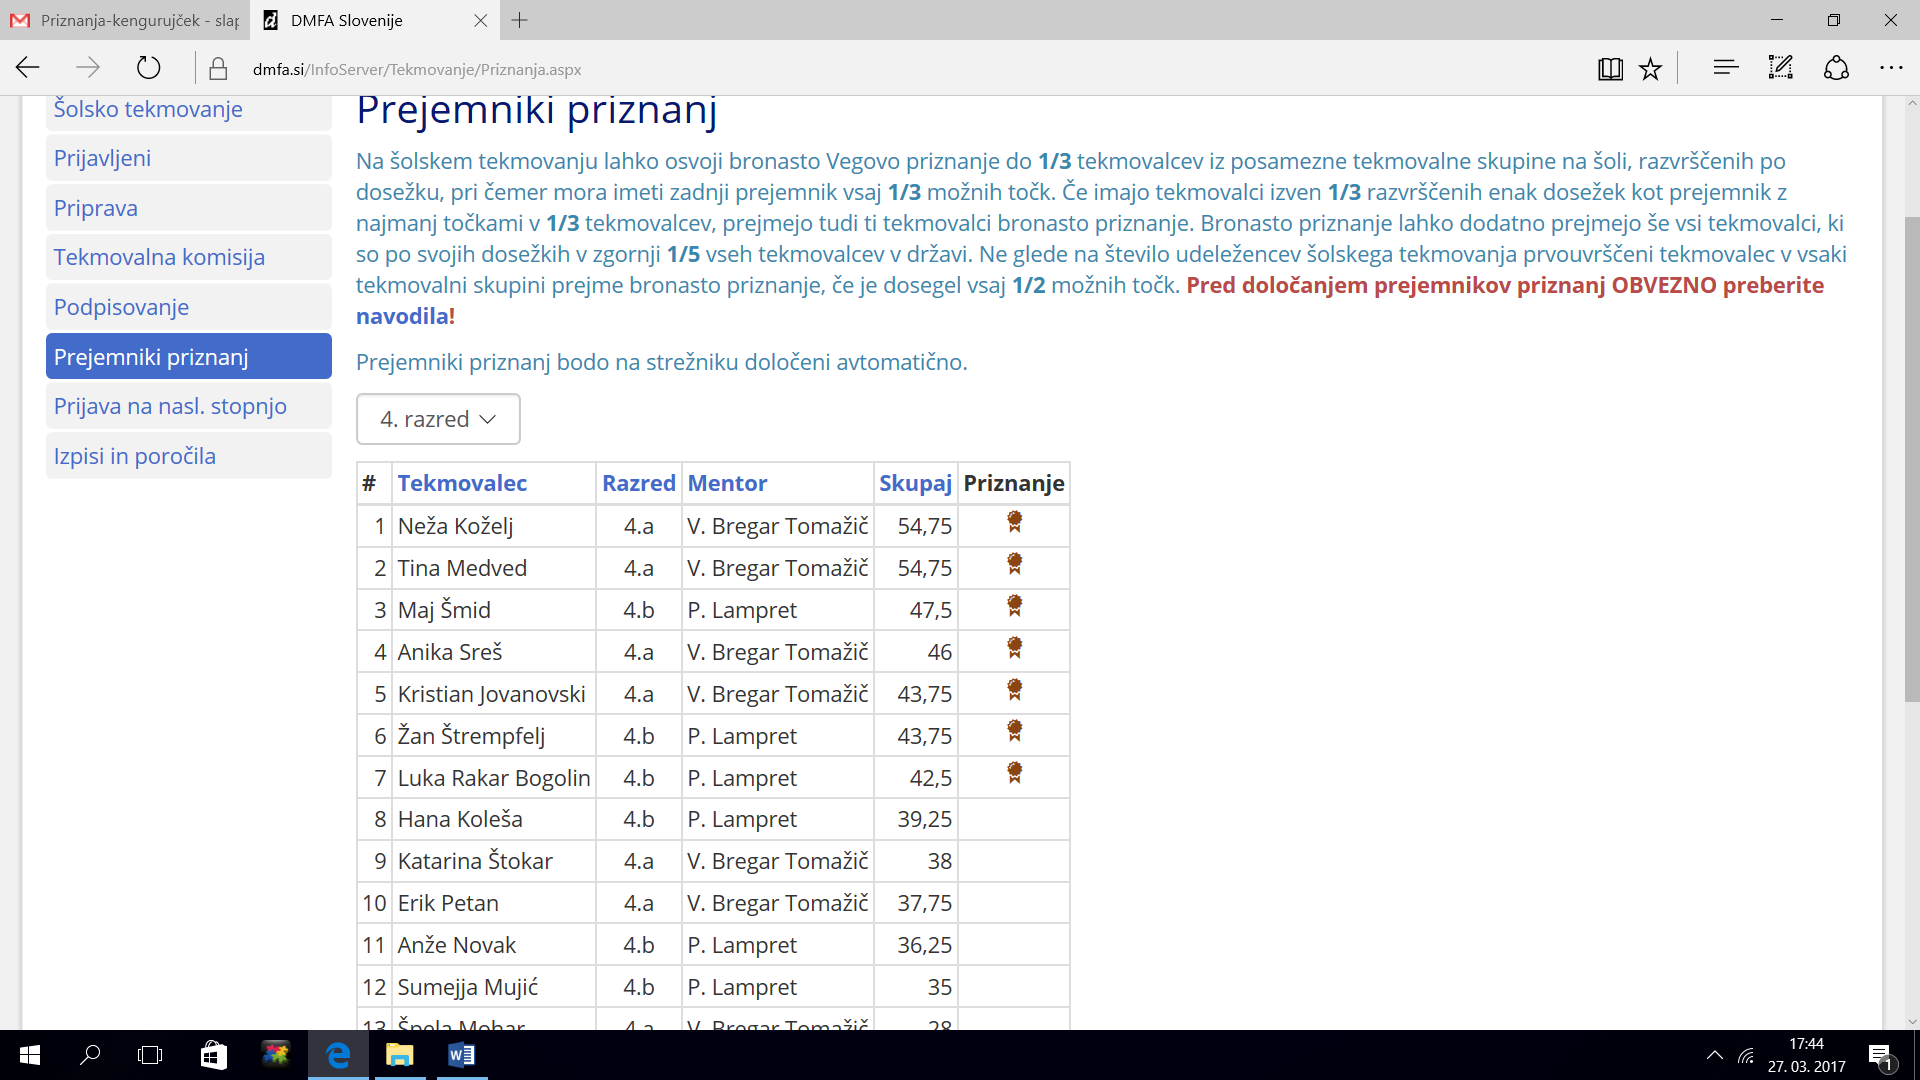 Priznanja-kengurujček - slap
DMFA Slovenije
dmfa.si/InfoServer/Tekmovanje/Priznanja.aspx
Šolsko tekmovanje
Prijavljeni
Priprava
Tekmovalna komisija
Podpisovanje
Prejemniki priznanj
Prijava na nasl. stopnjo
Izpisi in poročila
Prejemniki priznanj
Na šolskem tekmovanju lahko osvoji bronasto Vegovo priznanje do 1/3 tekmovalcev iz posamezne tekmovalne skupine na šoli, razvrščenih po
dosežku, pri čemer mora imeti zadnji prejemnik vsaj 1/3 možnih točk. Če imajo tekmovalci izven 1/3 razvrščenih enak dosežek kot prejemnik z
najmanj točkami v 1/3 tekmovalcev, prejmejo tudi ti tekmovalci bronasto priznanje. Bronasto priznanje lahko dodatno prejmejo še vsi tekmovalci, ki
so po svojih dosežkih v zgornji 1/5 vseh tekmovalcev v državi. Ne glede na število udeležencev šolskega tekmovanja prvouvrščeni tekmovalec v vsaki
tekmovalni skupini prejme bronasto priznanje, če je dosegel vsaj 1/2 možnih točk. Pred določanjem prejemnikov priznanj OBVEZNO preberite
navodila!
Prejemniki priznanj bodo na strežniku določeni avtomatično.
4. razred
# Tekmovalec Razred Mentor Skupaj Priznanje
1 Neža Koželj 4.a V. Bregar Tomažič 54,75
2 Tina Medved 4.a V. Bregar Tomažič 54,75
3 Maj Šmid 4.b P. Lampret 47,5
4 Anika Sreš 4.a V. Bregar Tomažič 46
5 Kristian Jovanovski 4.a V. Bregar Tomažič 43,75
6 Žan Štrempfelj 4.b P. Lampret 43,75
7 Luka Rakar Bogolin 4.b P. Lampret 42,5
8 Hana Koleša 4.b P. Lampret 39,25
9 Katarina Štokar 4.a V. Bregar Tomažič 38
10 Erik Petan 4.a V. Bregar Tomažič 37,75
11 Anže Novak 4.b P. Lampret 36,25
12 Sumejja Mujić 4.b P. Lampret 35
13 Špela Mohar 4.a V. Bregar Tomažič 28
17:44
27. 03. 2017
1